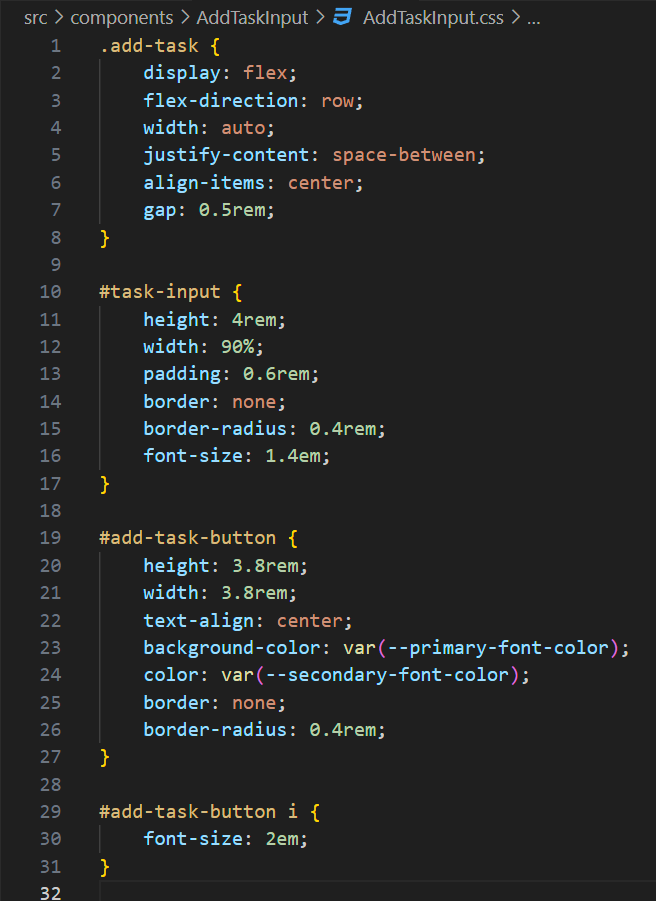 src > components > AddTaskInput > AddTaskInput.css > ...
1 .add-task {
2     display: flex;
3     flex-direction: row;
4     width: auto;
5     justify-content: space-between;
6     align-items: center;
7     gap: 0.5rem;
8 }
9
10 #task-input {
11     height: 4rem;
12     width: 90%;
13     padding: 0.6rem;
14     border: none;
15     border-radius: 0.4rem;
16     font-size: 1.4em;
17 }
18
19 #add-task-button {
20     height: 3.8rem;
21     width: 3.8rem;
22     text-align: center;
23     background-color: var(--primary-font-color);
24     color: var(--secondary-font-color);
25     border: none;
26     border-radius: 0.4rem;
27 }
28
29 #add-task-button i {
30     font-size: 2em;
31 }
32